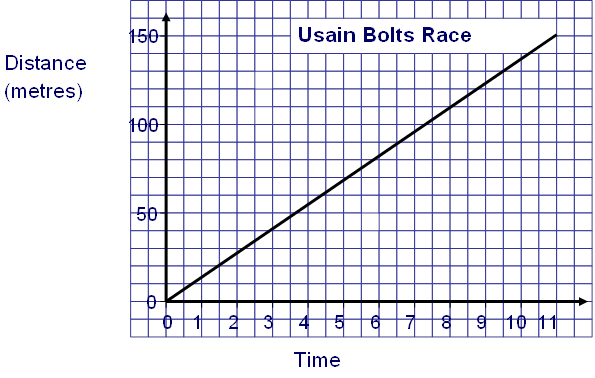 Usain Bolts Race
Distance
(metres)
150
100
50
0
0 1 2 3 4 5 6 7 8 9 10 11
Time